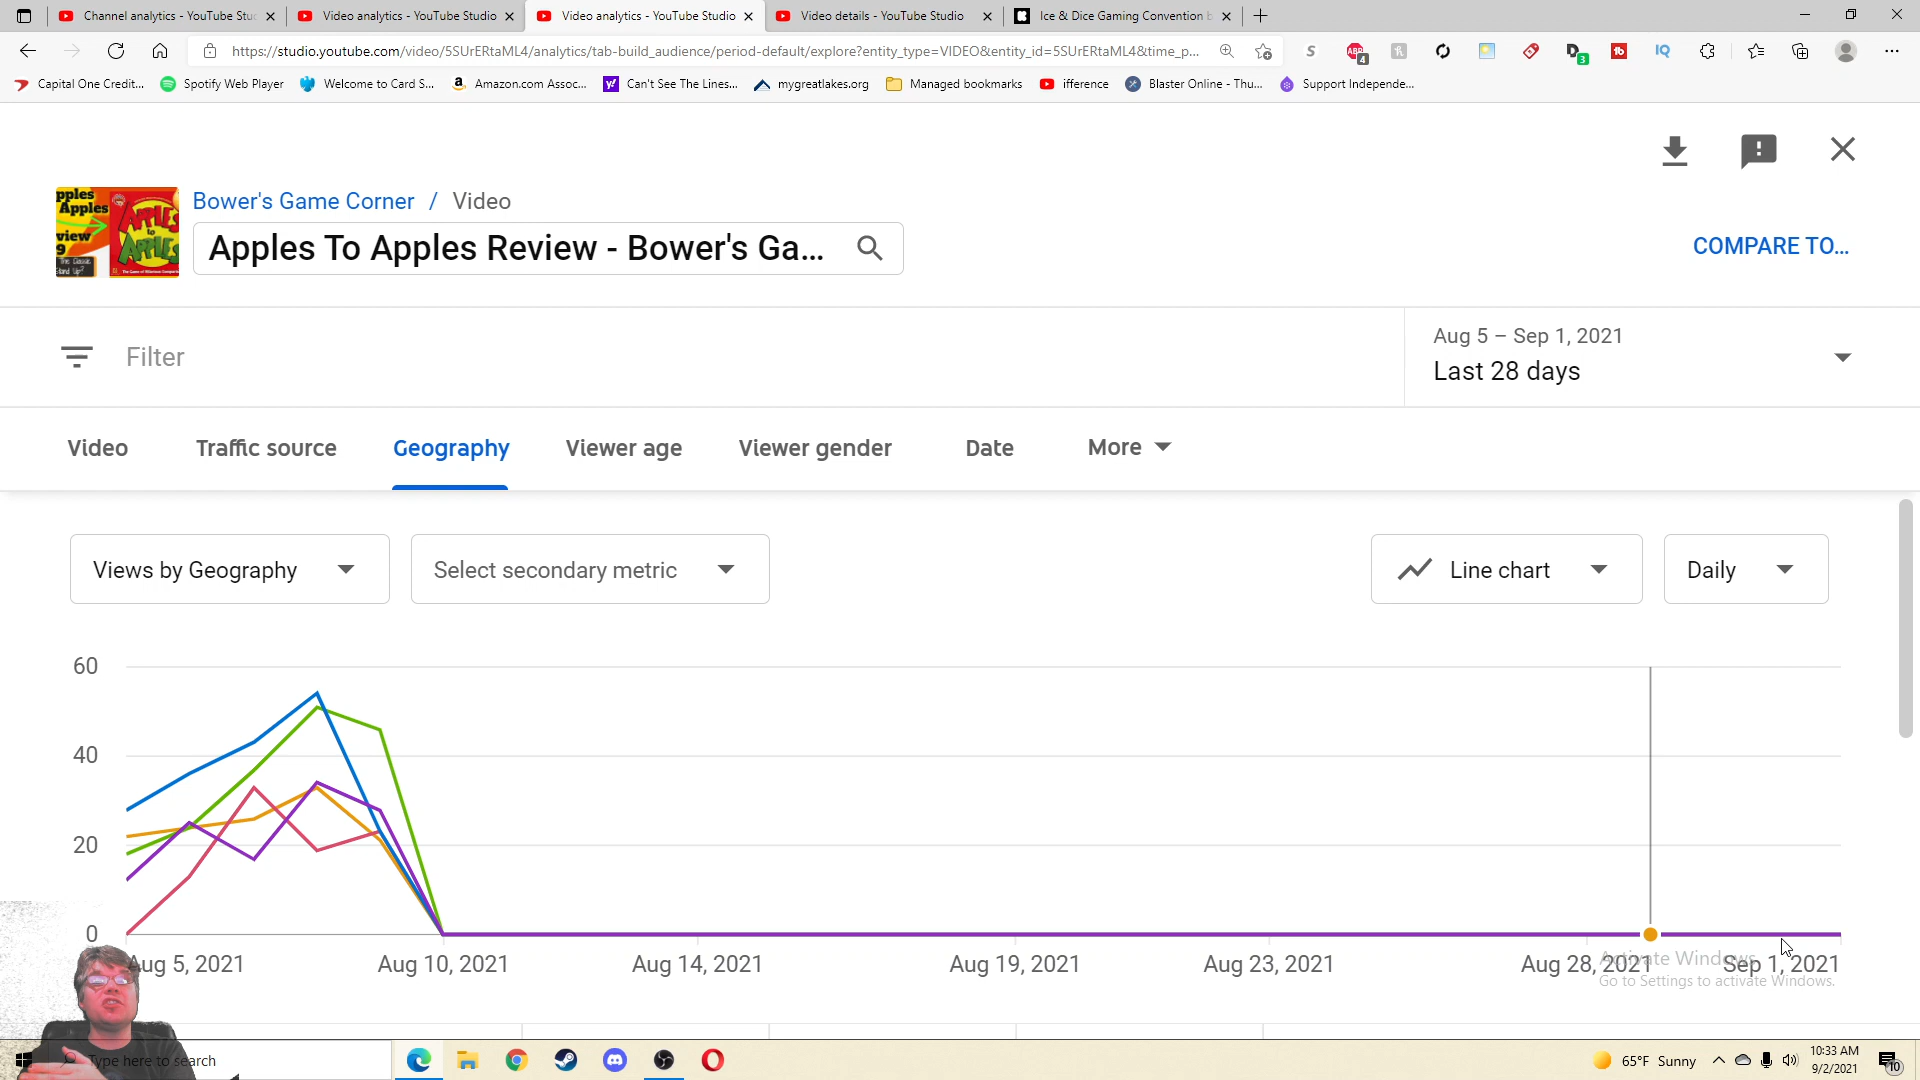 Channel analytics - YouTube Stuc
Video analytics - YouTube Studio
Video analytics - YouTube Studio
Video details - YouTube Studio
Ice & Dice Gaming Convention b
https://studio.youtube.com/video/5SUrERtaML4/analytics/tab-build_audience/period-default/explore?entity_type=VIDEO&entity_id=5SUrERtaML4&time_p...
Capital One Credit...
Spotify Web Player
Welcome to Card S...
Amazon.com Assoc...
Can't See The Lines...
mygreatlakes.org
Managed bookmarks
ifference
Blaster Online - Thu...
Support Independe...
Bower's Game Corner / Video
Apples To Apples Review - Bower's Ga...
COMPARE TO...
Filter
Aug 5 – Sep 1, 2021
Last 28 days
Video
Traffic source
Geography
Viewer age
Viewer gender
Date
More
Views by Geography
Select secondary metric
Line chart
Daily
60
40
20
0
Aug 5, 2021
Aug 10, 2021
Aug 14, 2021
Aug 19, 2021
Aug 23, 2021
Aug 28, 2021
Sep 1, 2021
Activate Windows
Go to Settings to activate Windows.
Type here to search
65°F Sunny
10:33 AM
9/2/2021
10